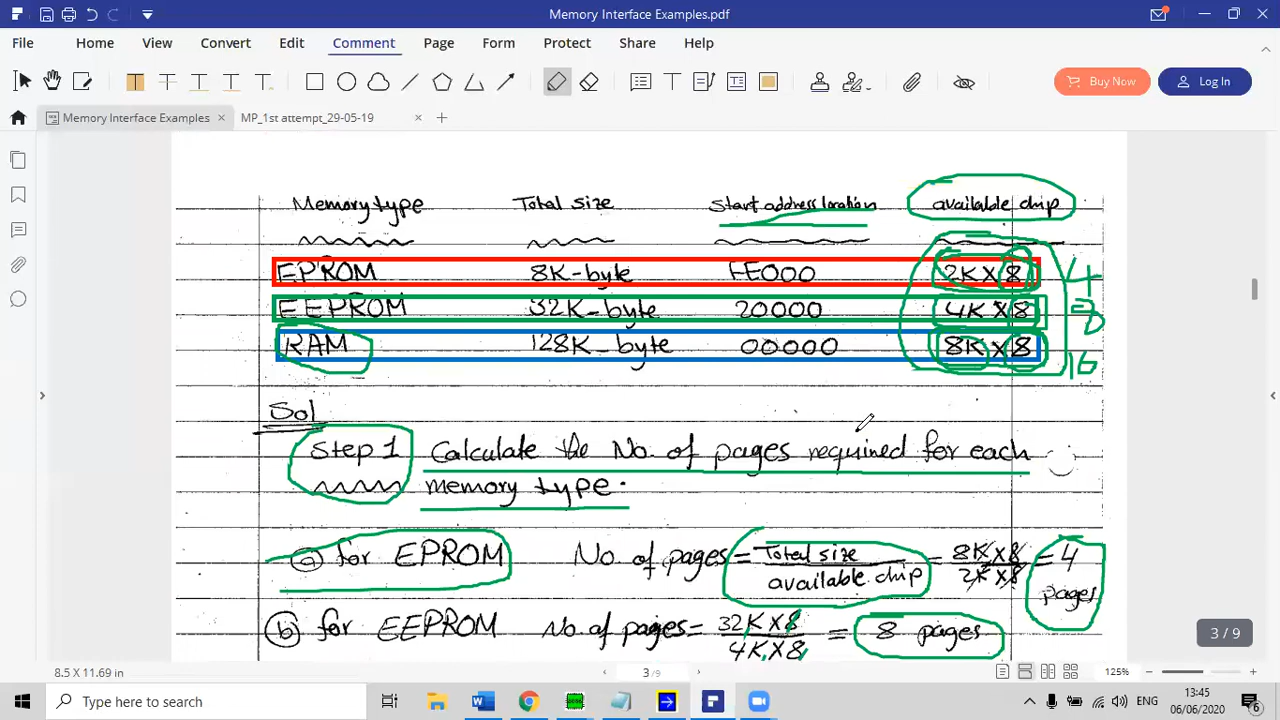 Memory Interface Examples.pdf
File Home View Convert Edit Comment Page Form Protect Share Help
Buy Now Log In
Memory Interface Examples × MP_1st attempt_29-05-19 × +
Memory type Total size Start address location available chip
EPROM 8K-byte FE000 2K X 8 4
EEPROM 32K-byte 20000 4K X 8 8
RAM 128K-byte 00000 8K X 8 16
Sol
Step 1 Calculate the No. of pages required for each
memory type.
(a) for EPROM No. of pages = Total size / available chip = 8K X 8 / 2K X 8 = 4 pages
(b) for EEPROM No. of pages = 32K X 8 / 4K X 8 = 8 pages
3 / 9
8.5 x 11.69 in 3 /9 125%
Type here to search ENG 13:45 06/06/2020 6